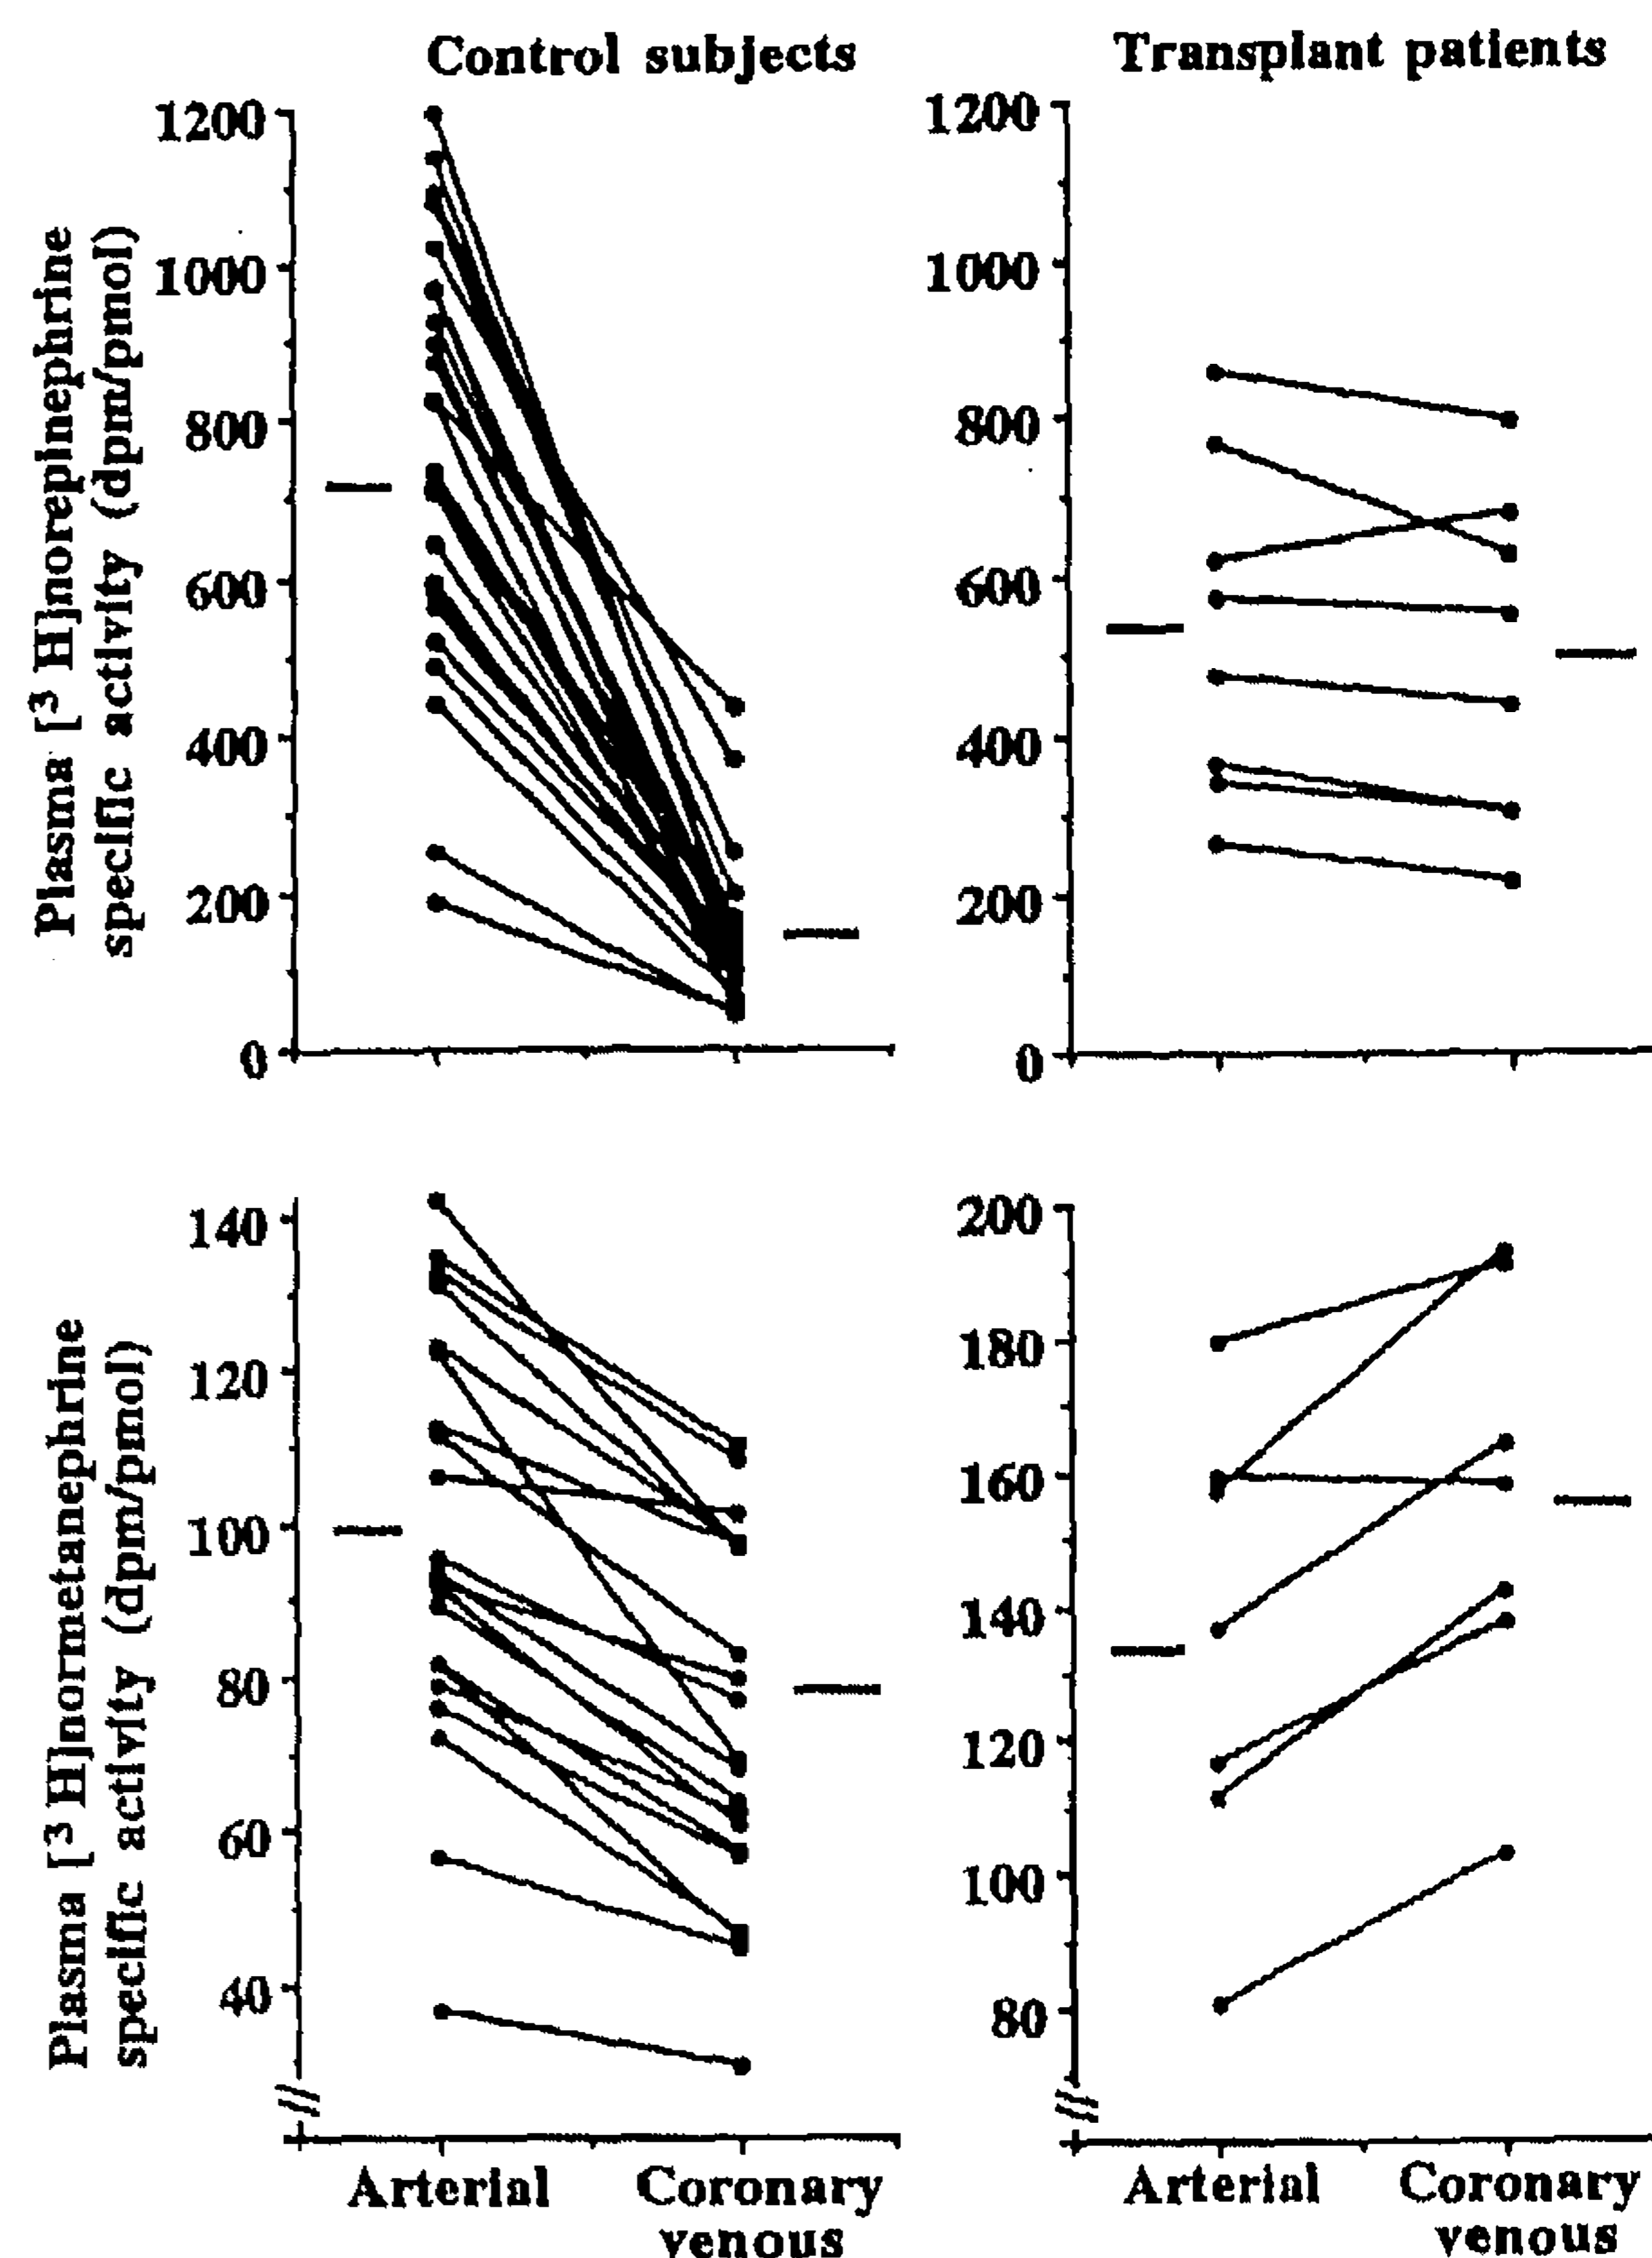 Control subjects
Transplant patients
Plasma [³ H]norepinephrine
specific activity (dpm/pmol)
1200
1000
800
600
400
200
0
1200
1000
800
600
400
200
0
Plasma [³ H]normetanephrine
specific activity (dpm/pmol)
140
120
100
80
60
40
200
180
160
140
120
100
80
Arterial
Coronary
venous
Arterial
Coronary
venous